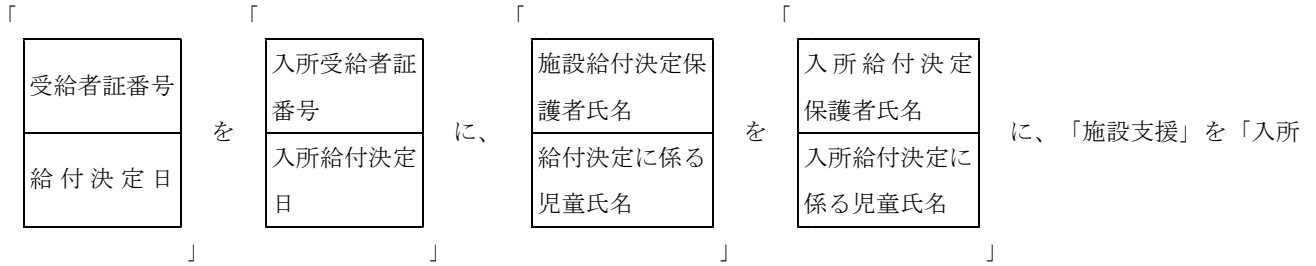 「
受給者証番号
給付決定日
」
を
「
入所受給者証
番号
入所給付決定
日
」
に、
「
施設給付決定保
護者氏名
給付決定に係る
児童氏名
」
を
「
入所給付決定
保護者氏名
入所給付決定に
係る児童氏名
」
に、「施設支援」を「入所